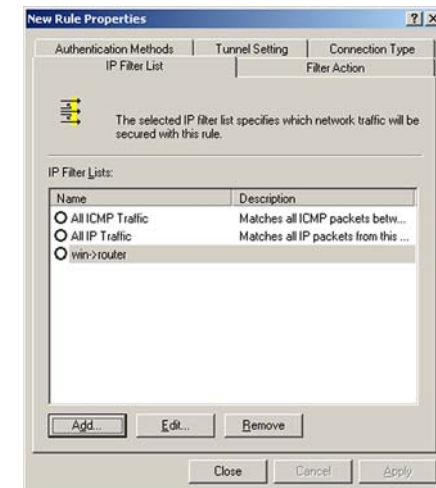 New Rule Properties
Authentication Methods
Tunnel Setting
Connection Type
IP Filter List
Filter Action
The selected IP filter list specifies which network traffic will be
secured with this rule.
IP Filter Lists:
Name
Description
All ICMP Traffic
Matches all ICMP packets betw...
All IP Traffic
Matches all IP packets from this ...
win->router
Add...
Edit...
Remove
Close
Cancel
Apply